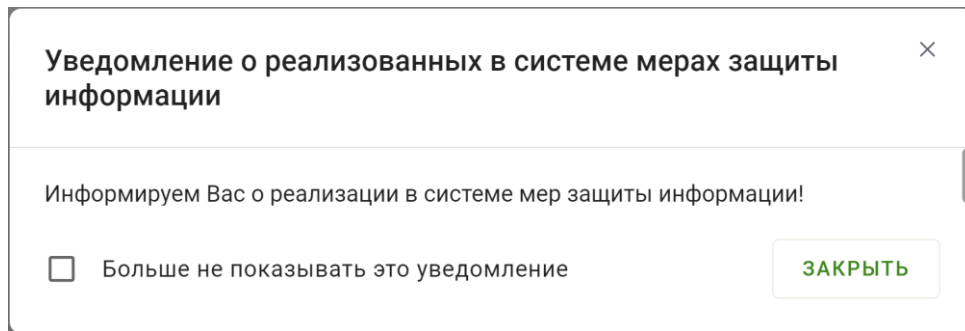 Уведомление о реализованных в системе мерах защиты
информации
Информируем Вас о реализации в системе мер защиты информации!
Больше не показывать это уведомление
ЗАКРЫТЬ